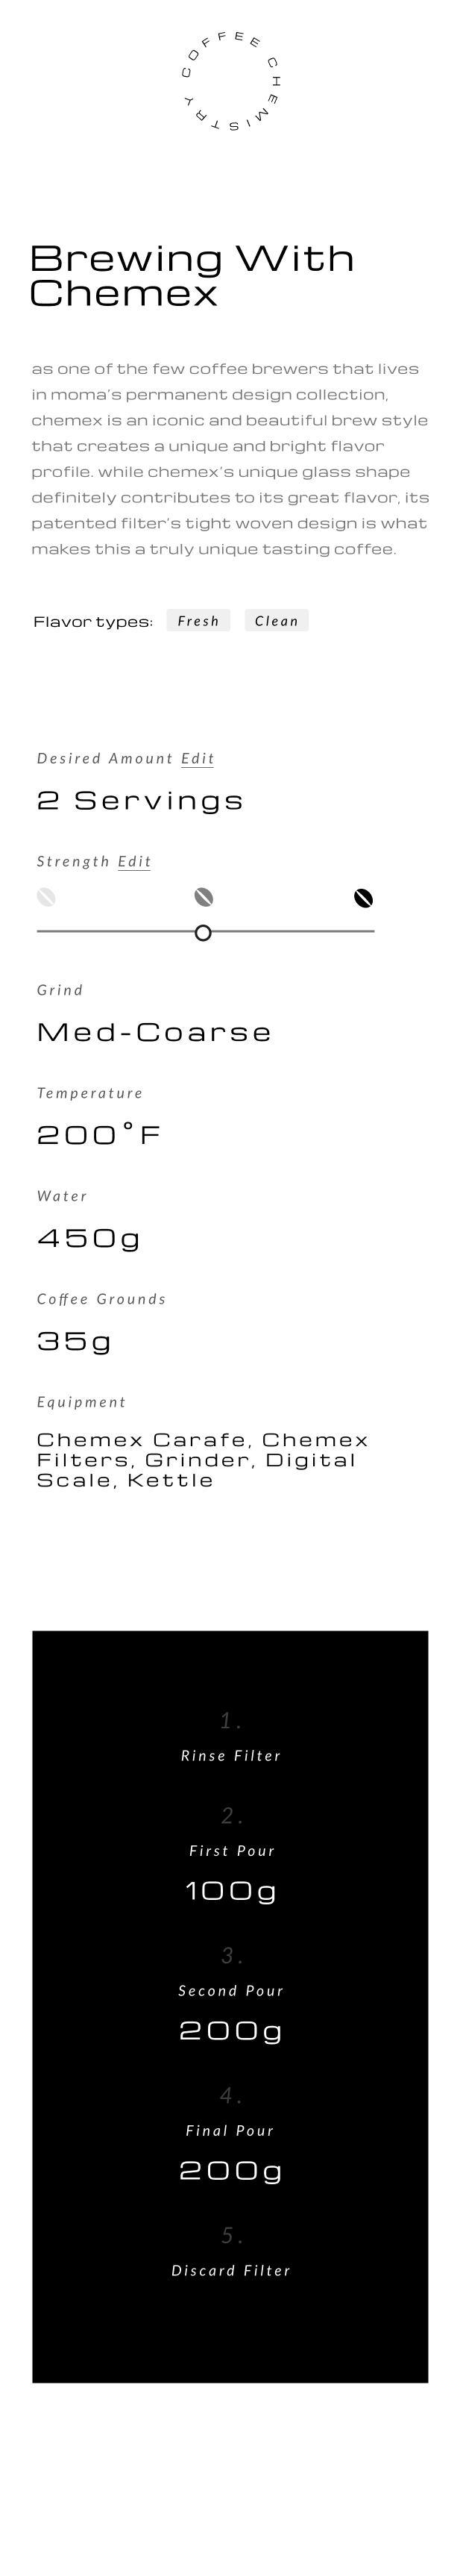 COFFEE CHEMISTRY
Brewing With
Chemex
as one of the few coffee brewers that lives
in moma's permanent design collection,
chemex is an iconic and beautiful brew style
that creates a unique and bright flavor
profile. while chemex's unique glass shape
definitely contributes to its great flavor, its
patented filter's tight woven design is what
makes this a truly unique tasting coffee.
Flavor types: Fresh Clean
Desired Amount Edit
2 Servings
Strength Edit
Grind
Med-Coarse
Temperature
200°F
Water
450g
Coffee Grounds
35g
Equipment
Chemex Carafe, Chemex
Filters, Grinder, Digital
Scale, Kettle
1.
Rinse Filter
2.
First Pour
100g
3.
Second Pour
200g
4.
Final Pour
200g
5.
Discard Filter